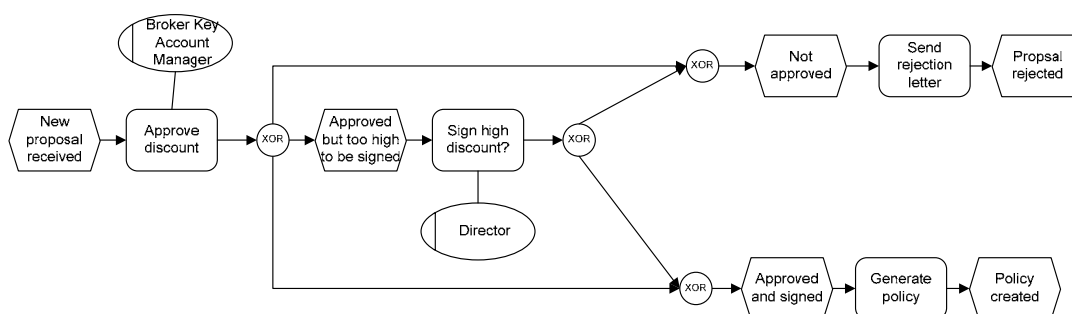 Broker Key
Account
Manager
New
proposal
received
Approve
discount
XOR
Approved
but too high
to be signed
Sign high
discount?
Director
XOR
XOR
Not
approved
Send
rejection
letter
Propsal
rejected
XOR
Approved
and signed
Generate
policy
Policy
created